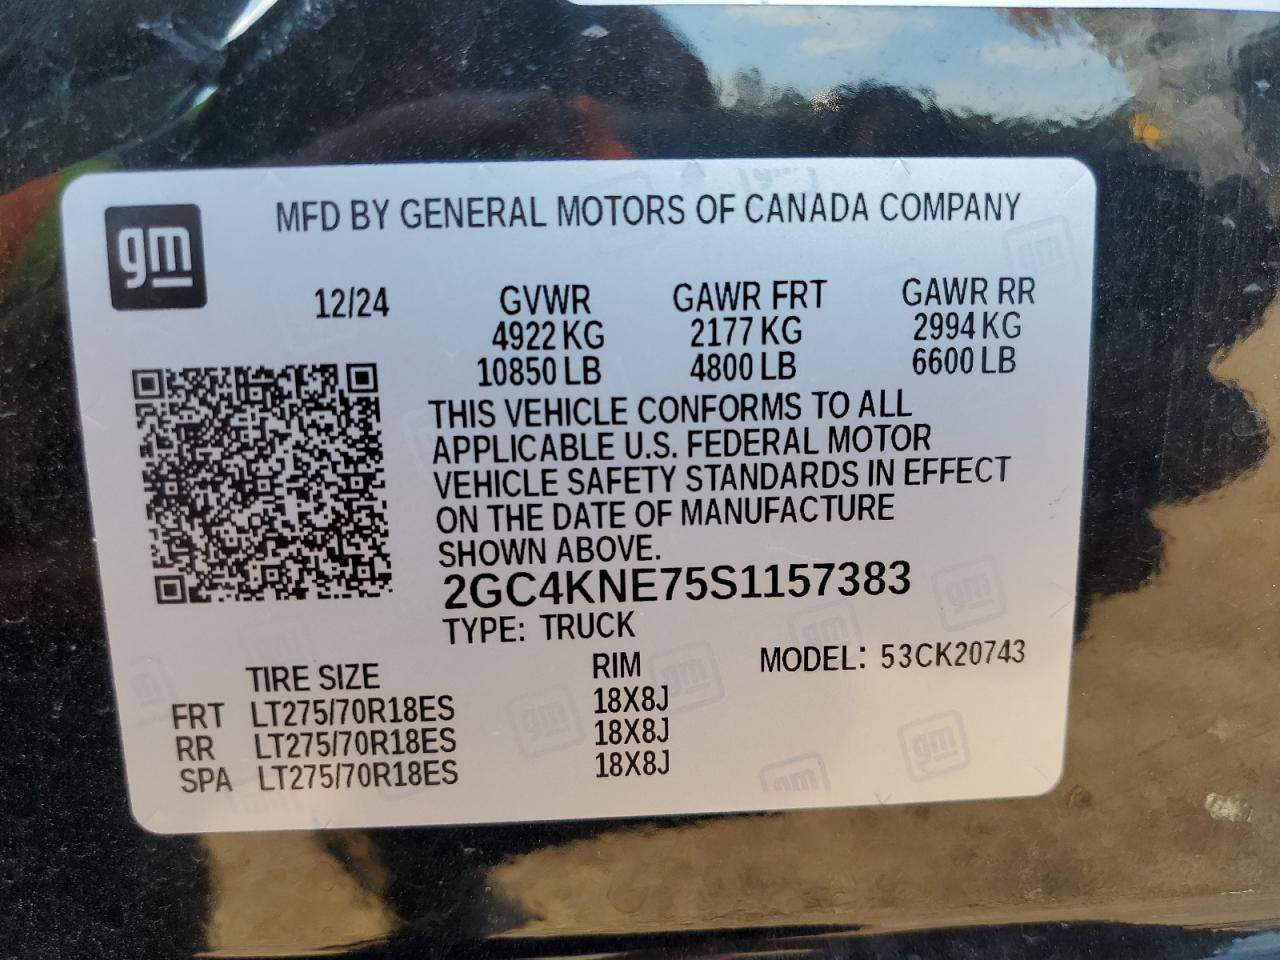 gm
MFD BY GENERAL MOTORS OF CANADA COMPANY
12/24 GVWR GAWR FRT GAWR RR
4922 KG 2177 KG 2994 KG
10850 LB 4800 LB 6600 LB
THIS VEHICLE CONFORMS TO ALL
APPLICABLE U.S. FEDERAL MOTOR
VEHICLE SAFETY STANDARDS IN EFFECT
ON THE DATE OF MANUFACTURE
SHOWN ABOVE.
2GC4KNE75S1157383
TYPE: TRUCK
TIRE SIZE RIM MODEL: 53CK20743
FRT LT275/70R18ES 18X8J
RR LT275/70R18ES 18X8J
SPA LT275/70R18ES 18X8J